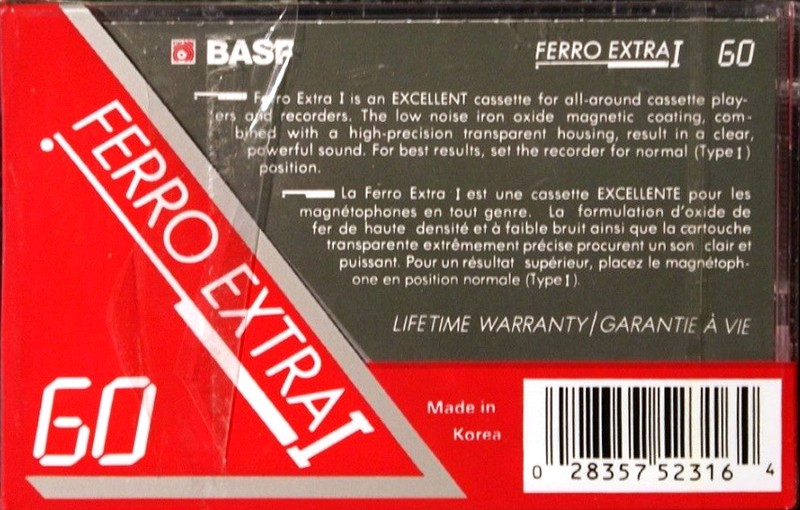 BASF
FERRO EXTRA I 60
Ferro Extra I is an EXCELLENT cassette for all-around cassette play-
ers and recorders. The low noise iron oxide magnetic coating, com-
bined with a high-precision transparent housing, result in a clear,
powerful sound. For best results, set the recorder for normal (Type I)
position.
La Ferro Extra I est une cassette EXCELLENTE pour les
magnétophones en tout genre. La formulation d'oxide de
fer de haute densité et à faible bruit ainsi que la cartouche
transparente extrêmement précise procurent un son clair et
puissant. Pour un résultat supérieur, placez le magnétoph-
one en position normale (Type I).
LIFETIME WARRANTY/GARANTIE À VIE
FERRO EXTRA I
60
Made in
Korea
0 28357 52316 4